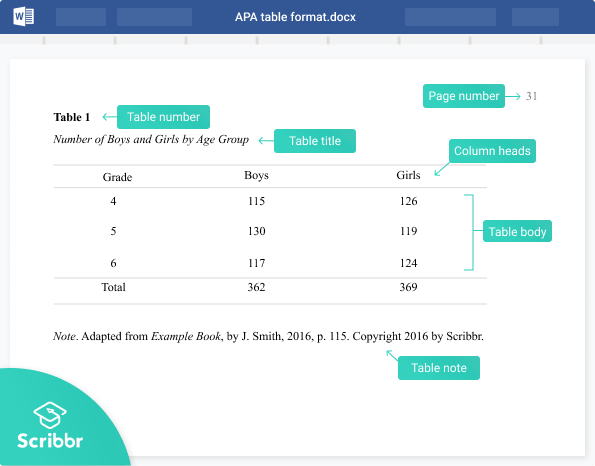 W
APA table format.docx
Page number 31
Table 1 Table number
Number of Boys and Girls by Age Group Table title
Column heads
Grade Boys Girls
4 115 126
5 130 119
Table body
6 117 124
Total 362 369
Note. Adapted from Example Book, by J. Smith, 2016, p. 115. Copyright 2016 by Scribbr.
Table note
Scribbr